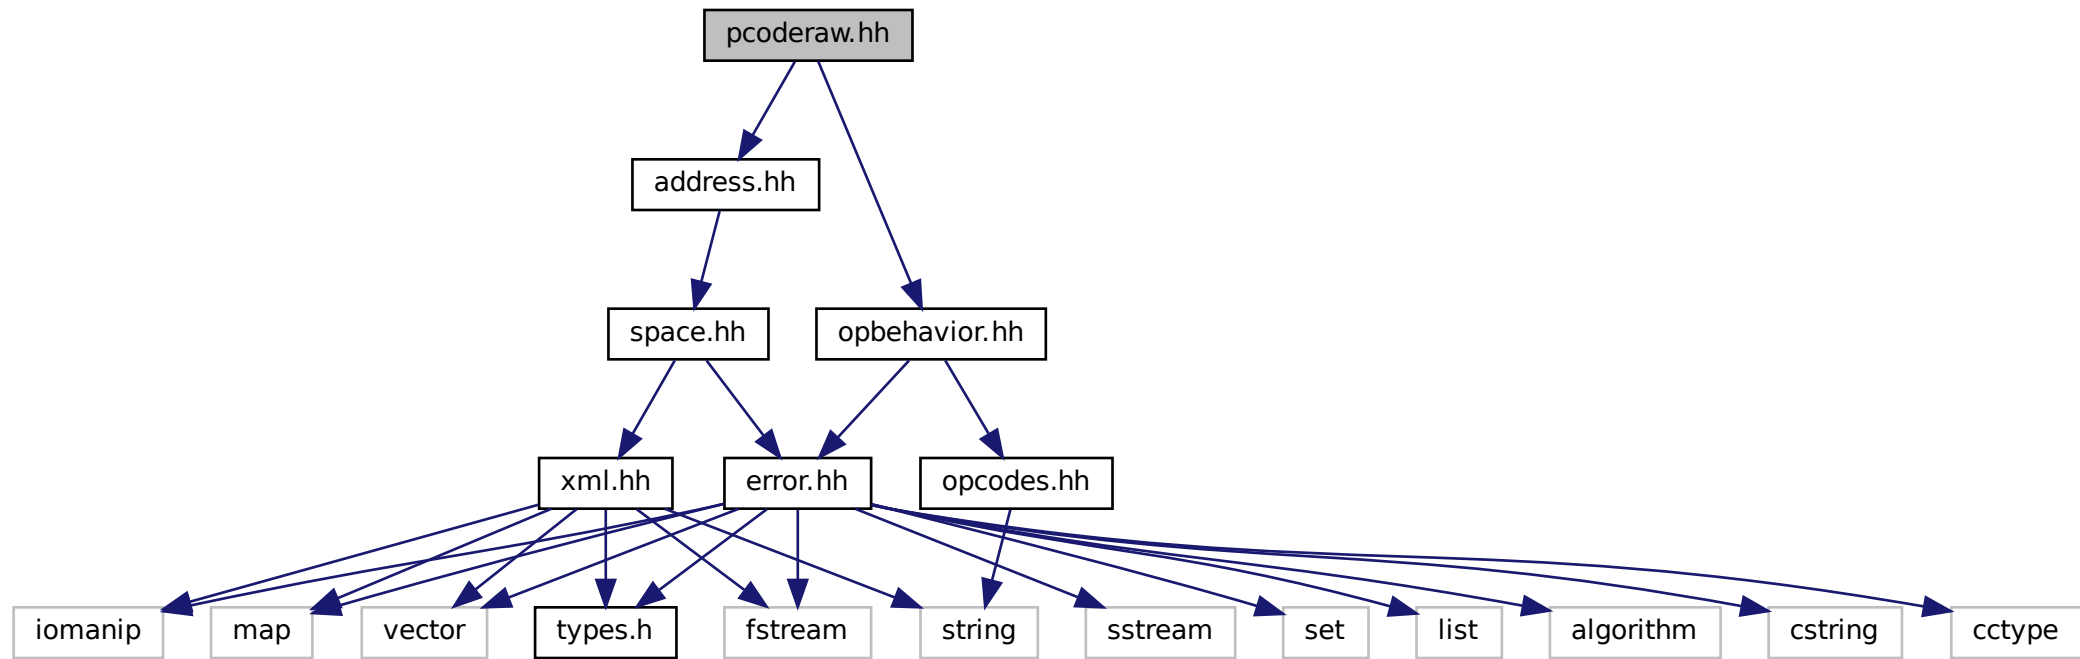 pcoderaw.hh
address.hh
space.hh
opbehavior.hh
xml.hh
error.hh
opcodes.hh
iomanip
map
vector
types.h
fstream
string
sstream
set
list
algorithm
cstring
cctype